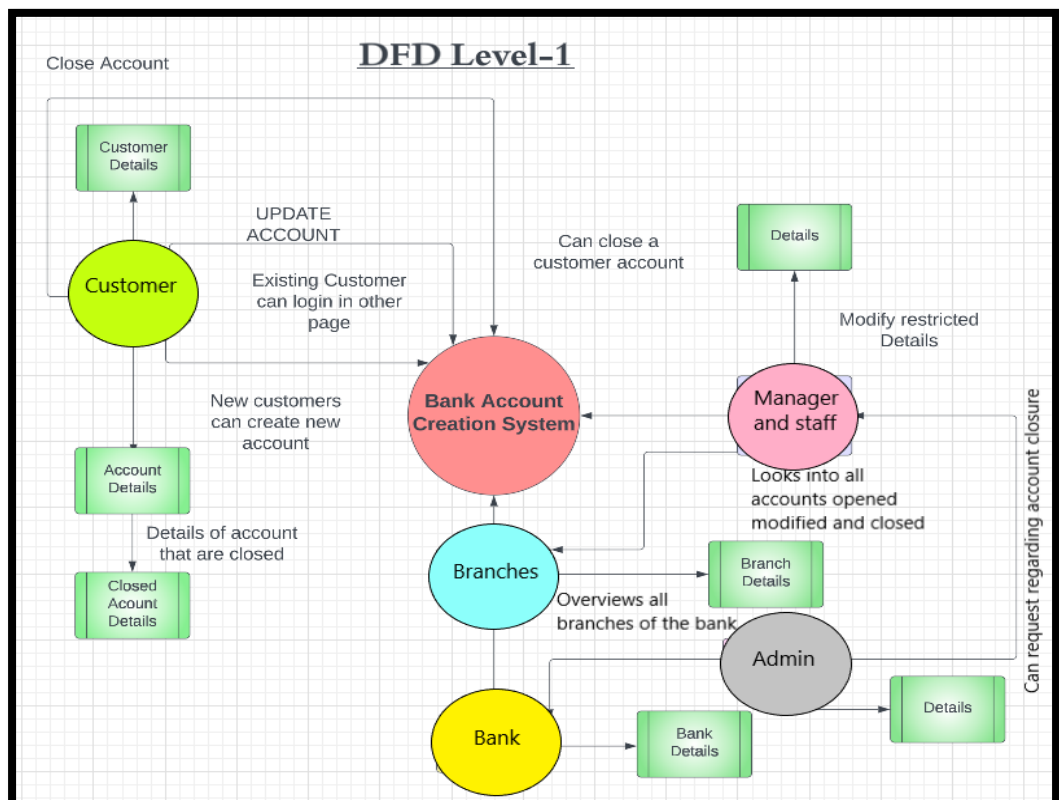 DFD Level-1
Close Account
Customer
Details
UPDATE
ACCOUNT
Customer
Existing Customer
can login in other
page
Can close a
customer account
Details
Modify restricted
Details
New customers
can create new
account
Bank Account
Creation System
Manager
and staff
Looks into all
accounts opened
modified and closed
Account
Details
Details of account
that are closed
Closed
Acount
Details
Branches
Branch
Details
Overviews all
branches of the bank
Admin
Can request regarding account closure
Details
Bank
Bank
Details